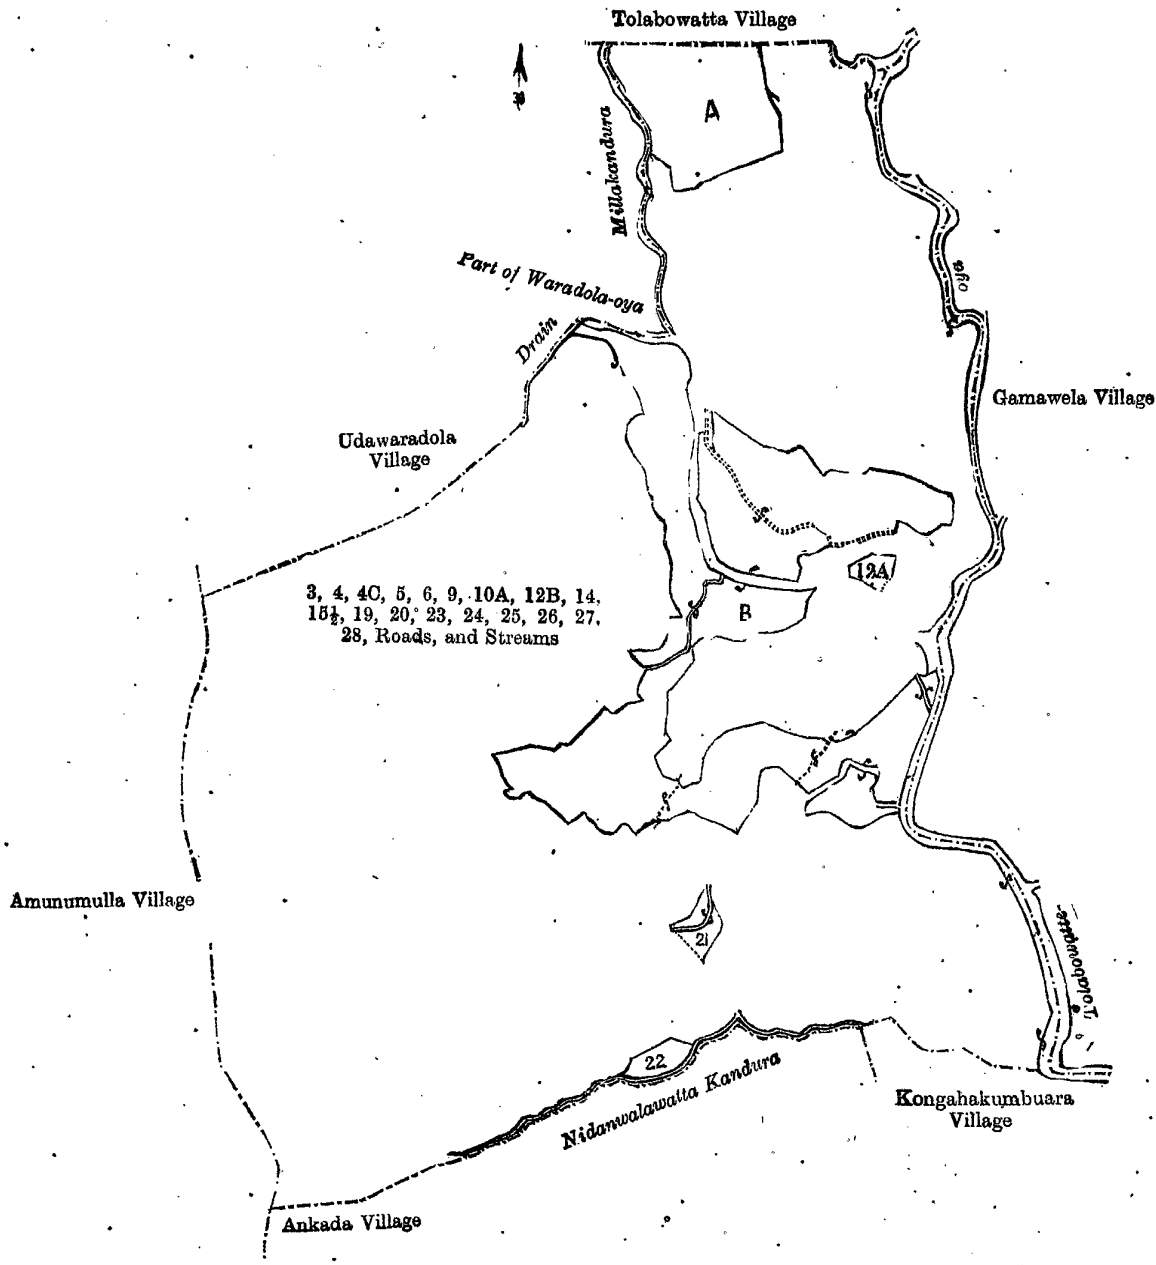 Tolabowatta Village
A
Millakandura
Part of Waradola-oya
oya
Drain
Gamawela Village
Udawaradola
Village
12A
3, 4, 4C, 5, 6, 9, 10A, 12B, 14,
15½, 19, 20, 23, 24, 25, 26, 27,
28, Roads, and Streams
B
Amunumulla Village
21
Tolabowatte-
22
Nidanwalawatta Kandura
Kongahakumbuara
Village
Ankada Village